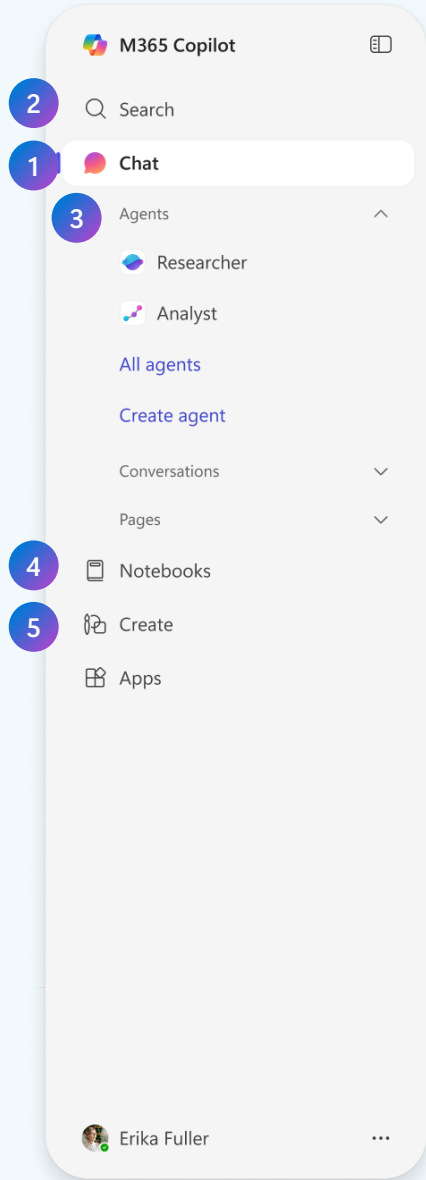 M365 Copilot
2 Search
1 Chat
3 Agents
Researcher
Analyst
All agents
Create agent
Conversations
Pages
4 Notebooks
5 Create
Apps
Erika Fuller